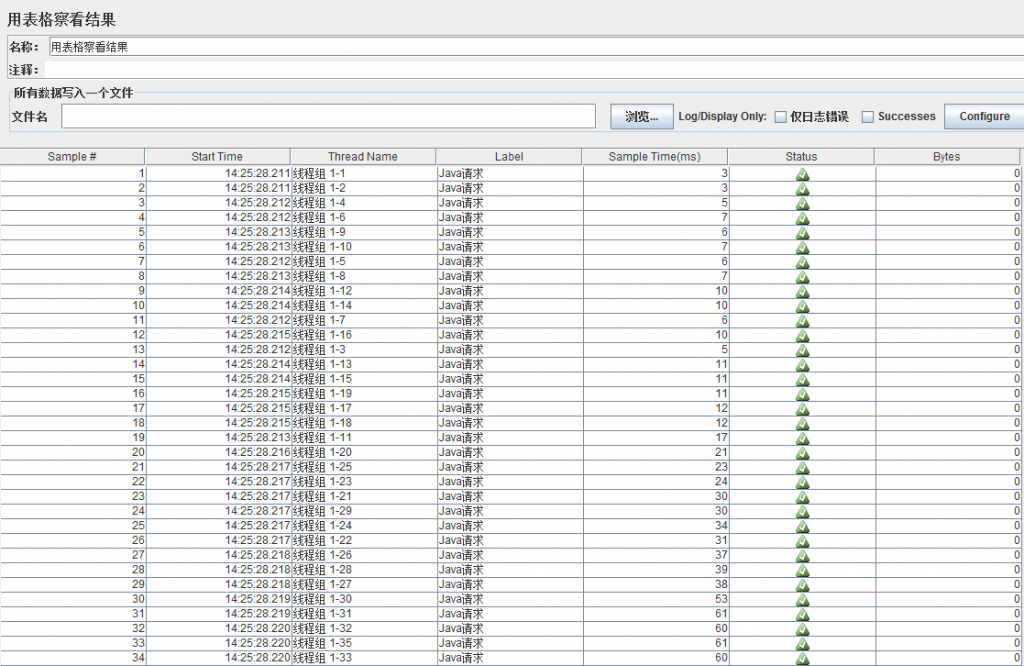 用表格察看结果
名称： 用表格察看结果
注释：
所有数据写入一个文件
文件名 浏览... Log/Display Only: 仅日志错误 Successes Configure
Sample # Start Time Thread Name Label Sample Time(ms) Status Bytes
1 14:25:28.211 线程组 1-1 Java请求 3 0
2 14:25:28.211 线程组 1-2 Java请求 3 0
3 14:25:28.212 线程组 1-4 Java请求 5 0
4 14:25:28.212 线程组 1-6 Java请求 7 0
5 14:25:28.213 线程组 1-9 Java请求 6 0
6 14:25:28.213 线程组 1-10 Java请求 7 0
7 14:25:28.212 线程组 1-5 Java请求 6 0
8 14:25:28.213 线程组 1-8 Java请求 7 0
9 14:25:28.214 线程组 1-12 Java请求 10 0
10 14:25:28.214 线程组 1-14 Java请求 10 0
11 14:25:28.212 线程组 1-7 Java请求 6 0
12 14:25:28.215 线程组 1-16 Java请求 10 0
13 14:25:28.212 线程组 1-3 Java请求 5 0
14 14:25:28.214 线程组 1-13 Java请求 11 0
15 14:25:28.214 线程组 1-15 Java请求 11 0
16 14:25:28.215 线程组 1-19 Java请求 11 0
17 14:25:28.215 线程组 1-17 Java请求 12 0
18 14:25:28.215 线程组 1-18 Java请求 12 0
19 14:25:28.213 线程组 1-11 Java请求 17 0
20 14:25:28.216 线程组 1-20 Java请求 21 0
21 14:25:28.217 线程组 1-25 Java请求 23 0
22 14:25:28.217 线程组 1-23 Java请求 24 0
23 14:25:28.217 线程组 1-21 Java请求 30 0
24 14:25:28.217 线程组 1-29 Java请求 30 0
25 14:25:28.217 线程组 1-24 Java请求 34 0
26 14:25:28.217 线程组 1-22 Java请求 31 0
27 14:25:28.218 线程组 1-26 Java请求 37 0
28 14:25:28.218 线程组 1-28 Java请求 39 0
29 14:25:28.218 线程组 1-27 Java请求 38 0
30 14:25:28.219 线程组 1-30 Java请求 53 0
31 14:25:28.219 线程组 1-31 Java请求 61 0
32 14:25:28.220 线程组 1-32 Java请求 60 0
33 14:25:28.220 线程组 1-35 Java请求 61 0
34 14:25:28.220 线程组 1-33 Java请求 60 0